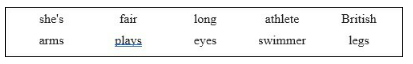 she's fair long athlete British
arms plays eyes swimmer legs